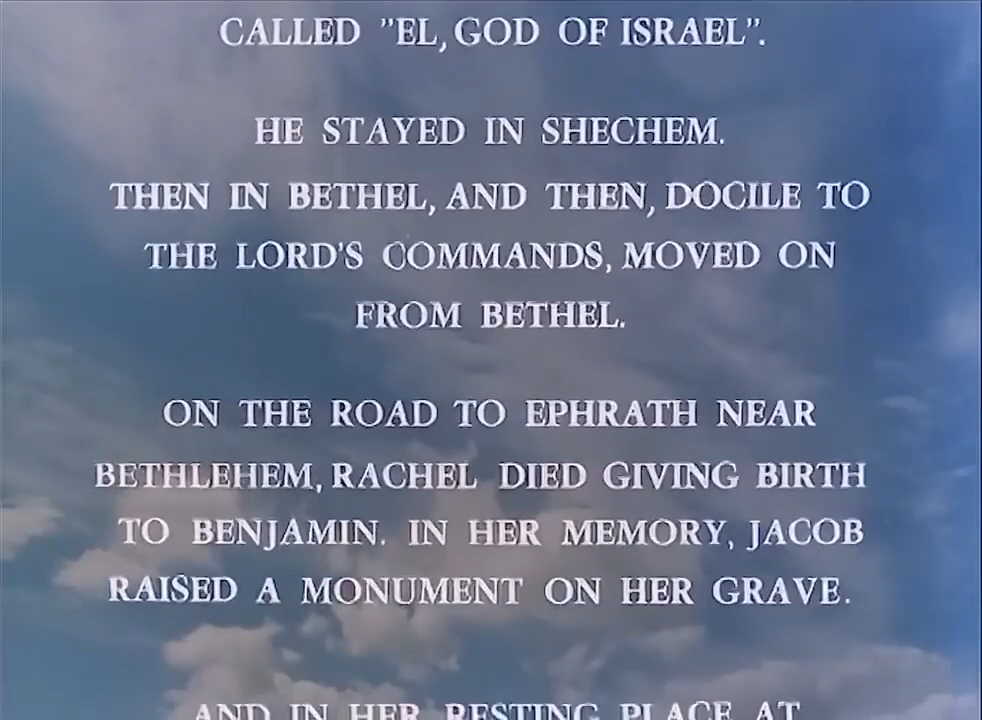 CALLED "EL, GOD OF ISRAEL".
HE STAYED IN SHECHEM.
THEN IN BETHEL, AND THEN, DOCILE TO
THE LORD'S COMMANDS, MOVED ON
FROM BETHEL.
ON THE ROAD TO EPHRATH NEAR
BETHLEHEM, RACHEL DIED GIVING BIRTH
TO BENJAMIN. IN HER MEMORY, JACOB
RAISED A MONUMENT ON HER GRAVE.
AND IN HER RESTING PLACE AT